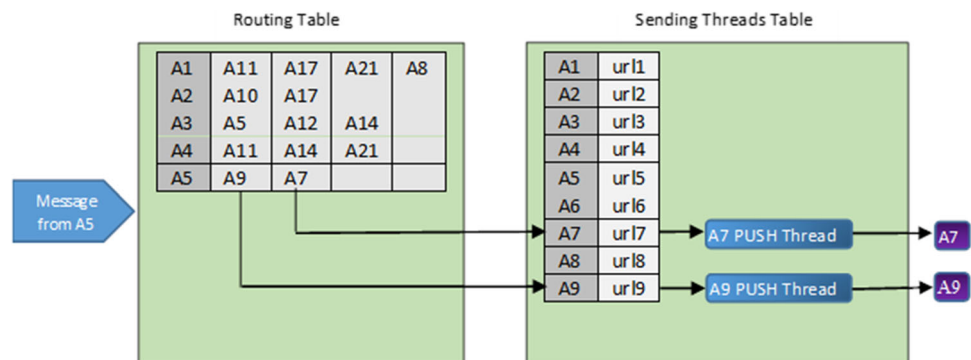 Routing Table
Sending Threads Table
A1 A11 A17 A21 A8
A2 A10 A17
A3 A5 A12 A14
A4 A11 A14 A21
A5 A9 A7
Message
from A5
A1 url1
A2 url2
A3 url3
A4 url4
A5 url5
A6 url6
A7 url7
A8 url8
A9 url9
A7 PUSH Thread
A7
A9 PUSH Thread
A9